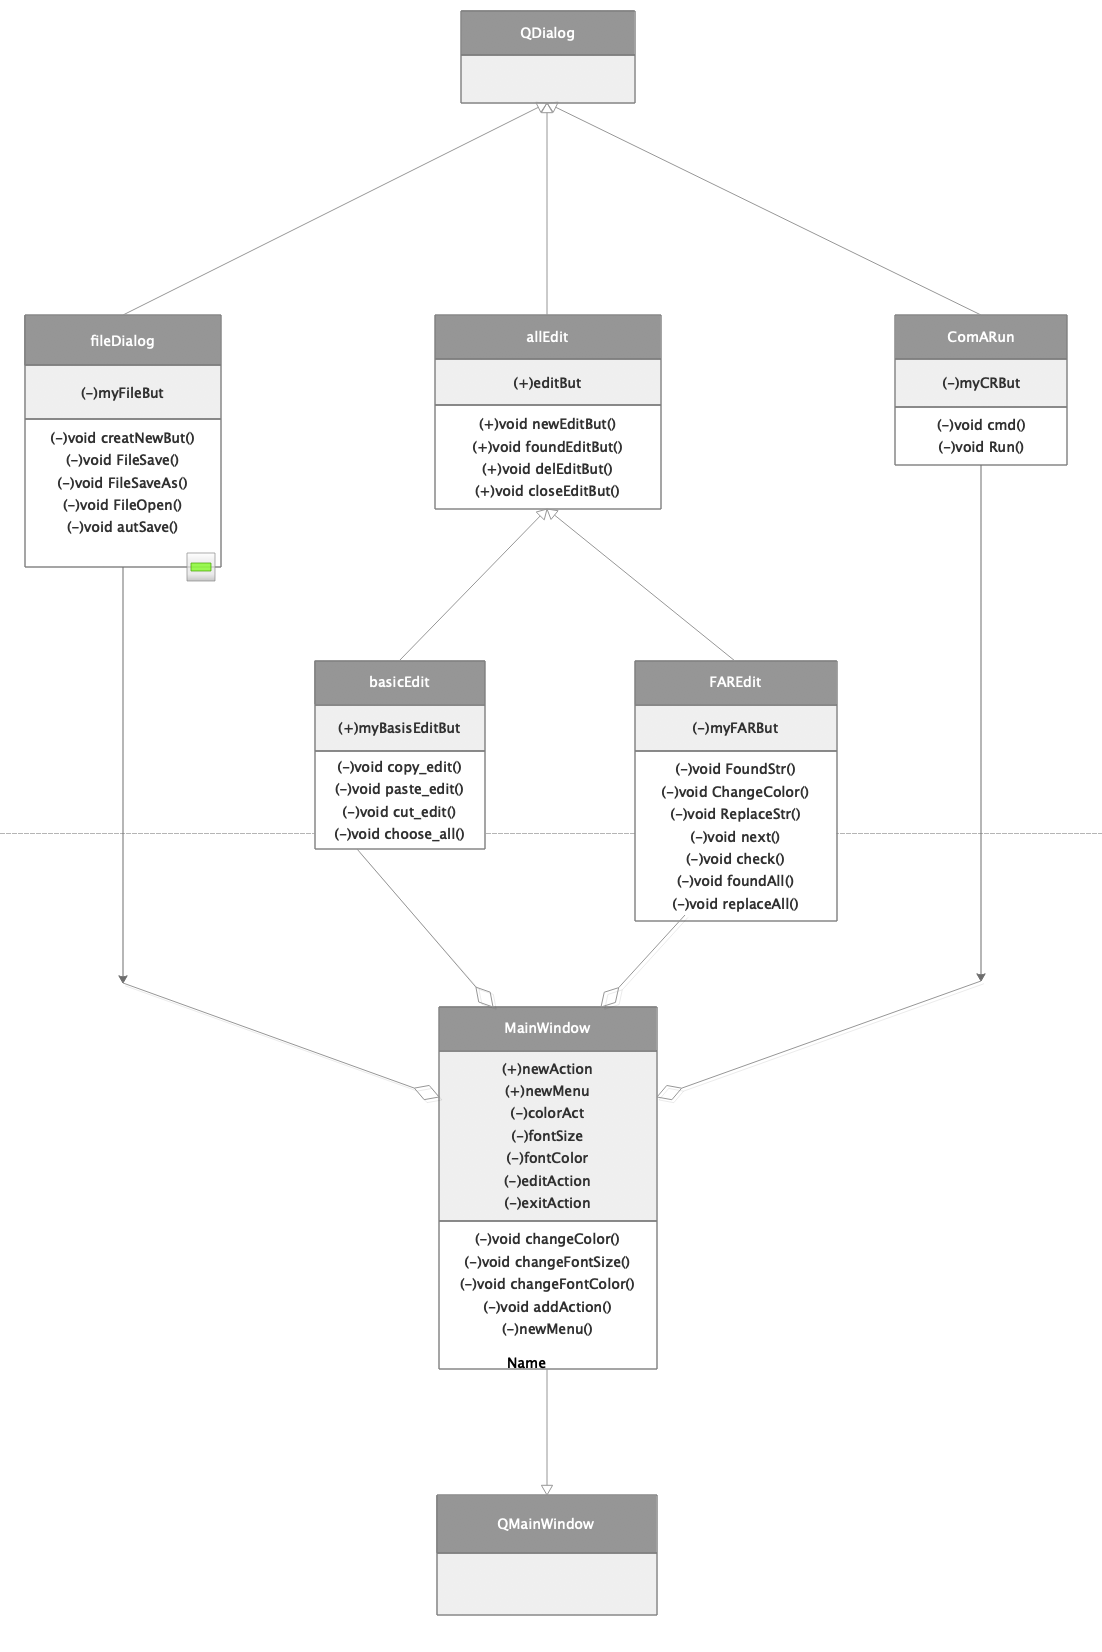 QDialog
fileDialog
(-)myFileBut
(-)void creatNewBut()
(-)void FileSave()
(-)void FileSaveAs()
(-)void FileOpen()
(-)void autSave()
allEdit
(+)editBut
(+)void newEditBut()
(+)void foundEditBut()
(+)void delEditBut()
(+)void closeEditBut()
ComARun
(-)myCRBut
(-)void cmd()
(-)void Run()
basicEdit
(+)myBasisEditBut
(-)void copy_edit()
(-)void paste_edit()
(-)void cut_edit()
(-)void choose_all()
FAREdit
(-)myFARBut
(-)void FoundStr()
(-)void ChangeColor()
(-)void ReplaceStr()
(-)void next()
(-)void check()
(-)void foundAll()
(-)void replaceAll()
MainWindow
(+)newAction
(+)newMenu
(-)colorAct
(-)fontSize
(-)fontColor
(-)editAction
(-)exitAction
(-)void changeColor()
(-)void changeFontSize()
(-)void changeFontColor()
(-)void addAction()
(-)newMenu()
Name
QMainWindow